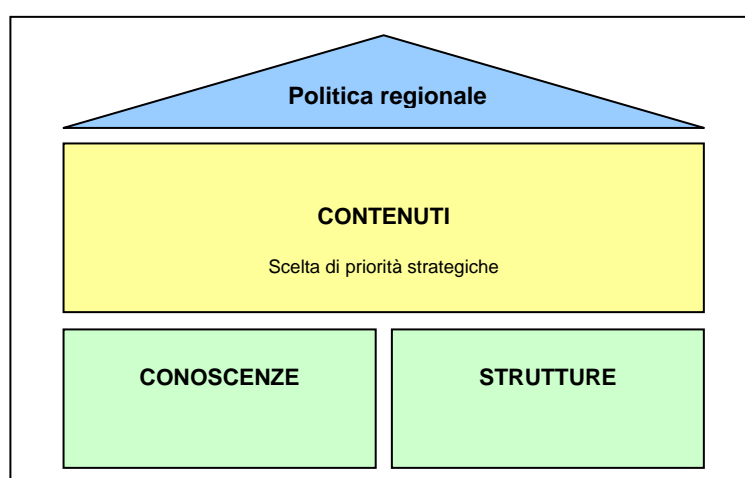 Politica regionale
CONTENUTI
Scelta di priorità strategiche
CONOSCENZE
STRUTTURE